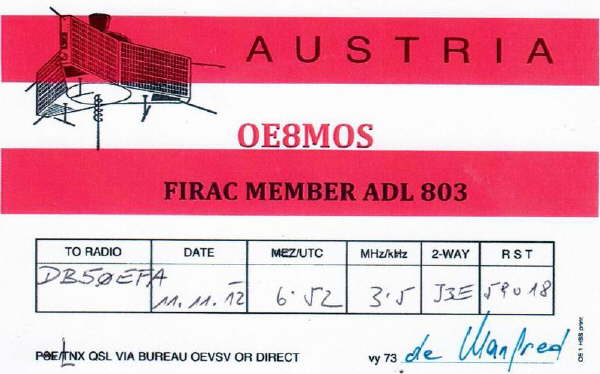 AUSTRIA
OE8MOS
FIRAC MEMBER ADL 803
TO RADIO DATE MEZ/UTC MHz/kHz 2-WAY R S T
DB5ØEFA 11.11.12 6:52 3.5 J3E 59018
PSE/TNX QSL VIA BUREAU OEVSV OR DIRECT vy 73 de Manfred